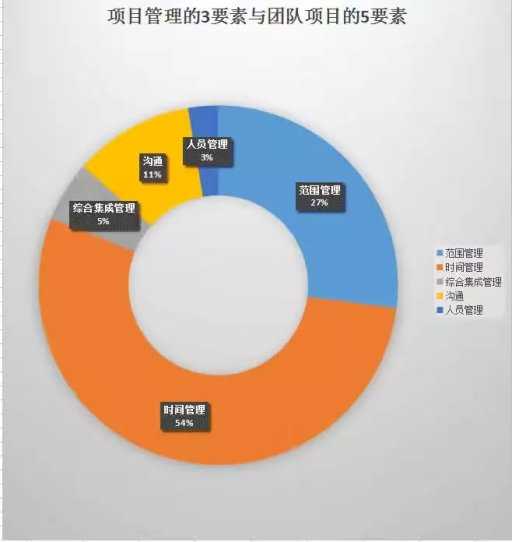 项目管理的3要素与团队项目的5要素
人员管理
3%
沟通
11%
范围管理
27%
综合集成管理
5%
时间管理
54%
范围管理
时间管理
综合集成管理
沟通
人员管理